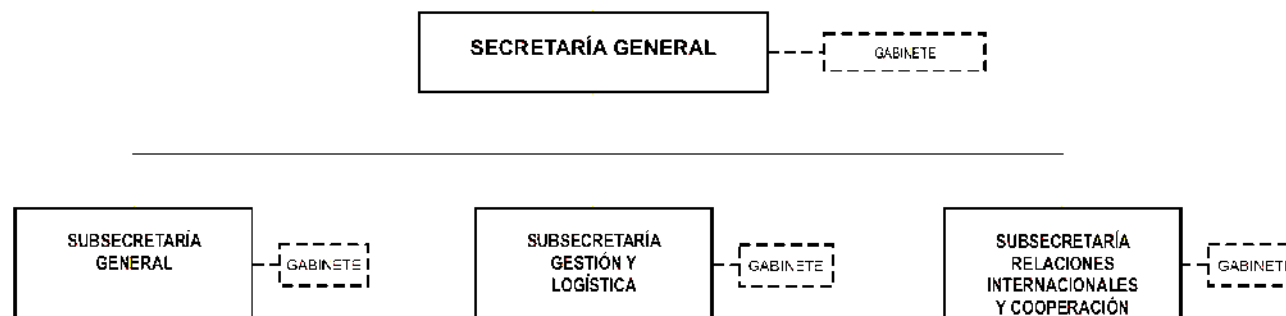 SECRETARÍA GENERAL
GABINETE
SUBSECRETARÍA
GENERAL
GABINETE
SUBSECRETARÍA
GESTIÓN Y
LOGÍSTICA
GABINETE
SUBSECRETARÍA
RELACIONES
INTERNACIONALES
Y COOPERACIÓN
GABINETE